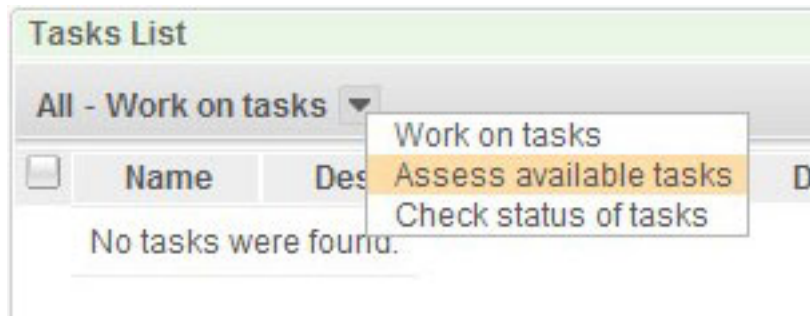 Tasks List
All - Work on tasks
Work on tasks
Assess available tasks
Check status of tasks
Name Des D
No tasks were found.